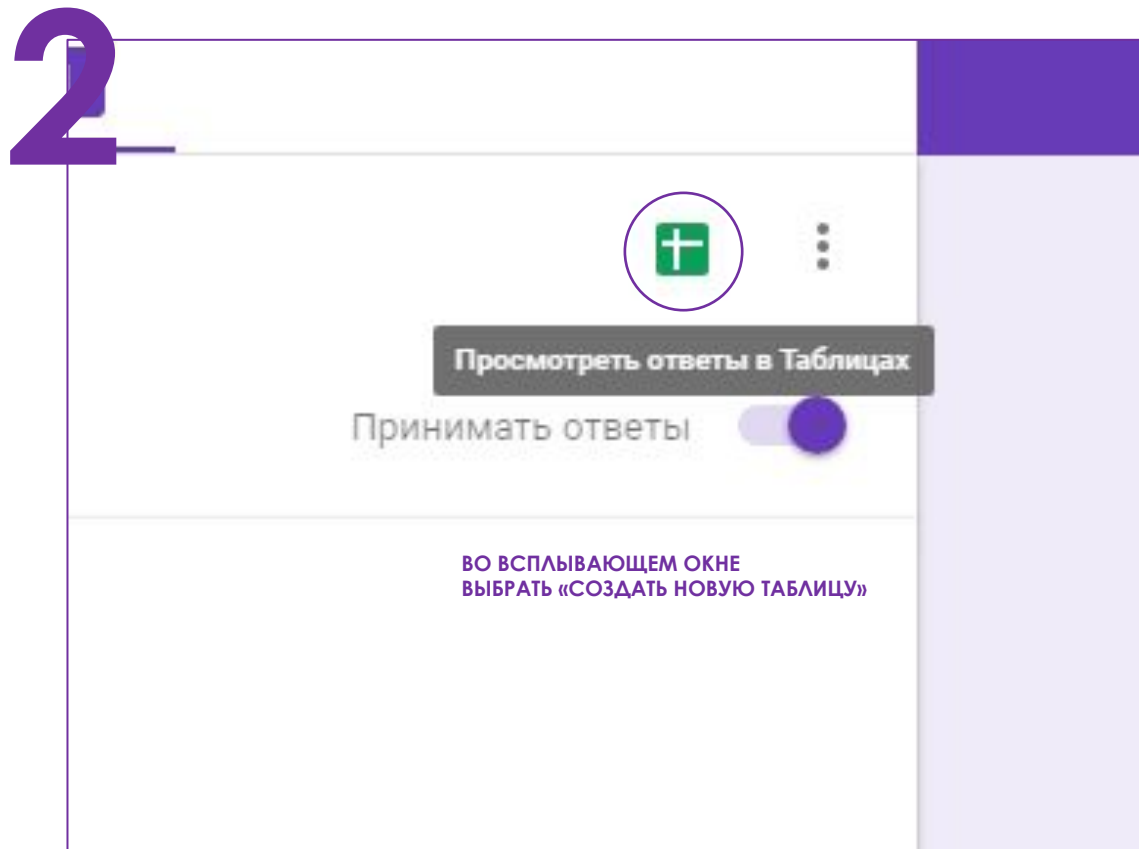 2
Просмотреть ответы в Таблицах
Принимать ответы
ВО ВСПЛЫВАЮЩЕМ ОКНЕ
ВЫБРАТЬ «СОЗДАТЬ НОВУЮ ТАБЛИЦУ»